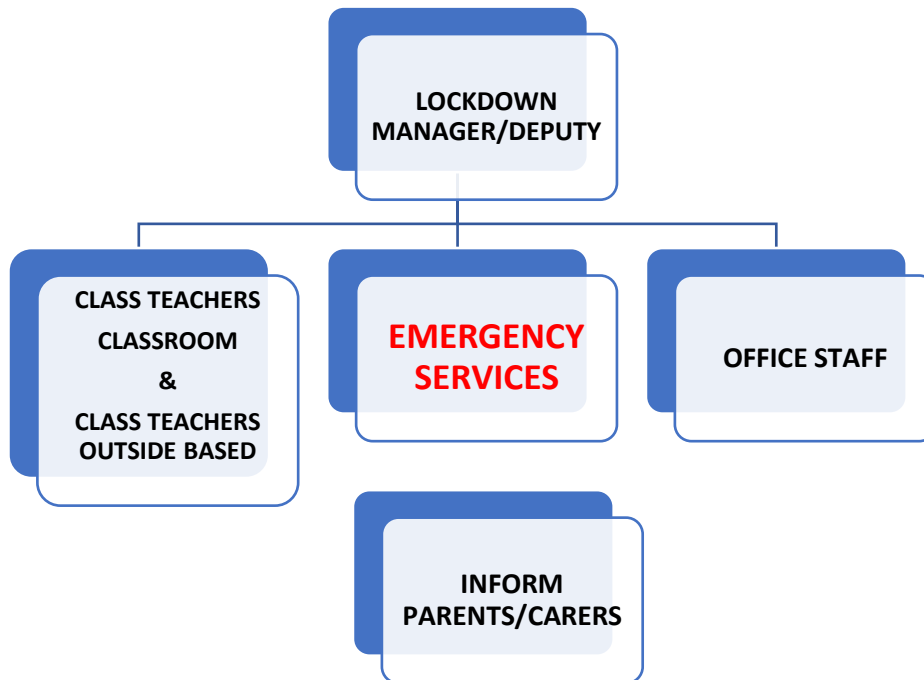 LOCKDOWN
MANAGER/DEPUTY
CLASS TEACHERS
CLASSROOM
&
CLASS TEACHERS
OUTSIDE BASED
EMERGENCY
SERVICES
OFFICE STAFF
INFORM
PARENTS/CARERS